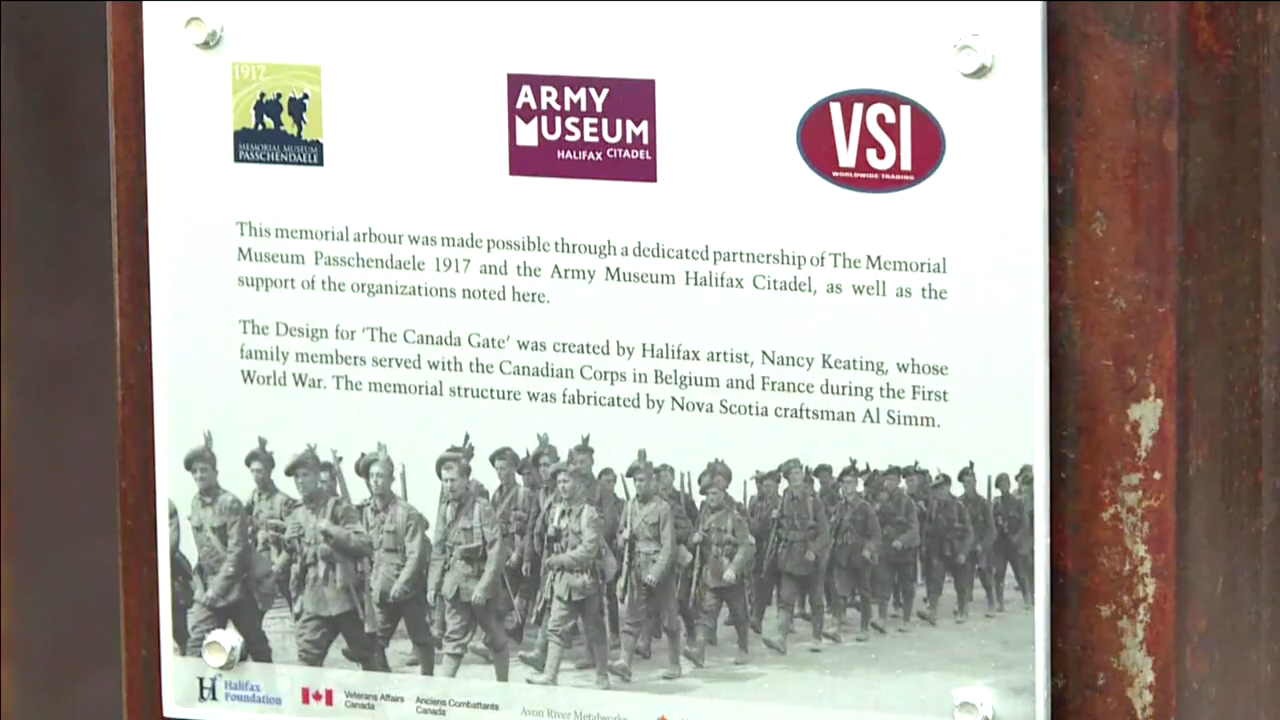 1917
MEMORIAL MUSEUM
PASSCHENDAELE
ARMY
MUSEUM
HALIFAX CITADEL
VSI
WORLDWIDE TRADING
This memorial arbour was made possible through a dedicated partnership of The Memorial
Museum Passchendaele 1917 and the Army Museum Halifax Citadel, as well as the
support of the organizations noted here.
The Design for 'The Canada Gate' was created by Halifax artist, Nancy Keating, whose
family members served with the Canadian Corps in Belgium and France during the First
World War. The memorial structure was fabricated by Nova Scotia craftsman Al Simm.
H Halifax
Foundation
Veterans Affairs
Canada
Anciens Combattants
Canada
Avon River Metalworks